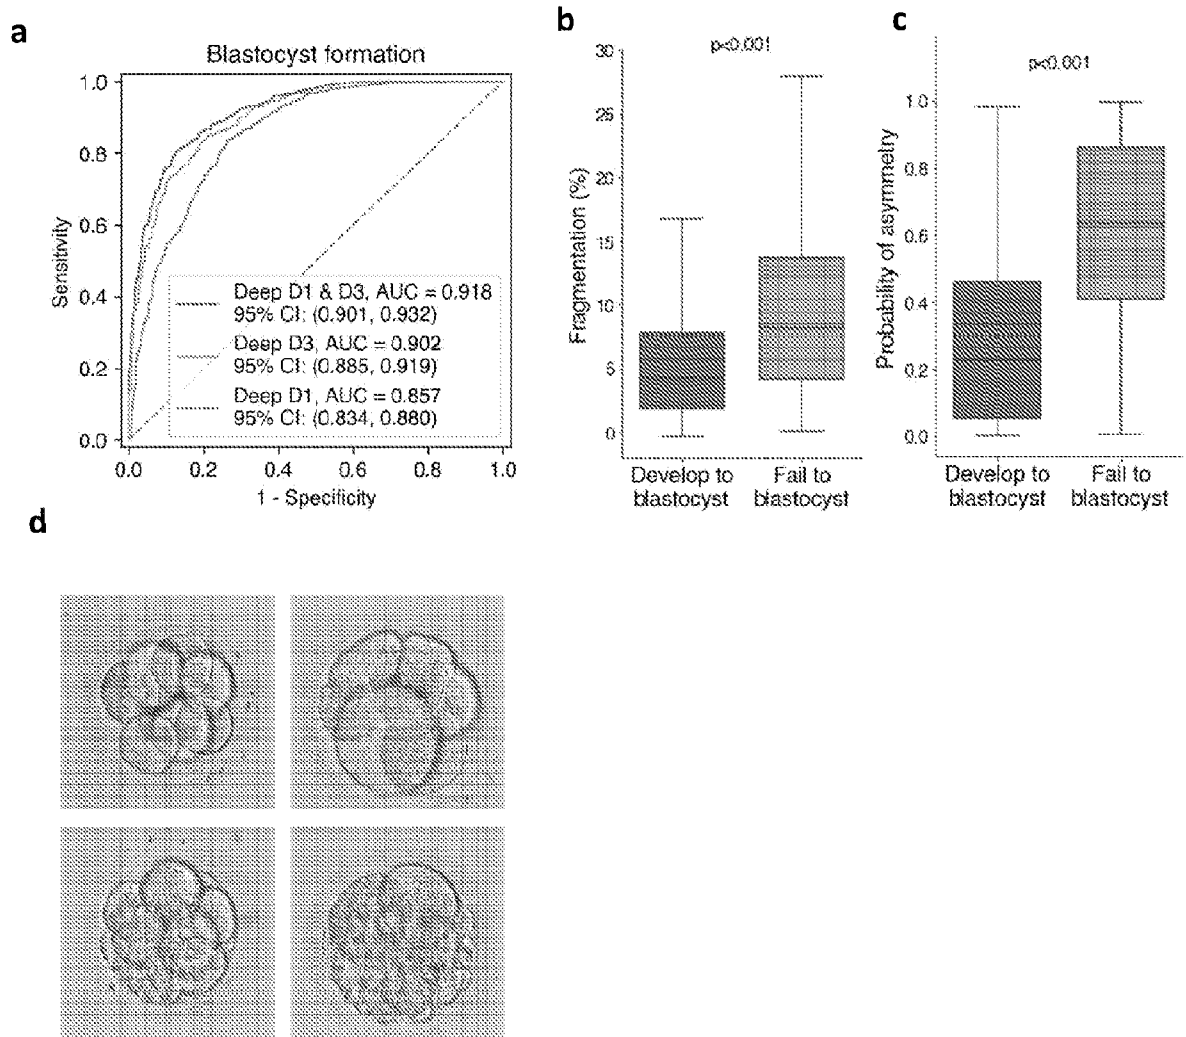 a
Blastocyst formation
1.0
0.8
0.6
0.4
0.2
0.0
Sensitivity
Deep D1 & D3, AUC = 0.918
95% CI: (0.901, 0.932)
Deep D3, AUC = 0.902
95% CI: (0.885, 0.919)
Deep D1, AUC = 0.857
95% CI: (0.834, 0.880)
0.0 0.2 0.4 0.6 0.8 1.0
1 - Specificity
b
p<0.001
30
25
20
15
10
5
0
Fragmentation (%)
Develop to
blastocyst
Fail to
blastocyst
c
p<0.001
1.0
0.8
0.6
0.4
0.2
0.0
Probability of asymmetry
Develop to
blastocyst
Fail to
blastocyst
d